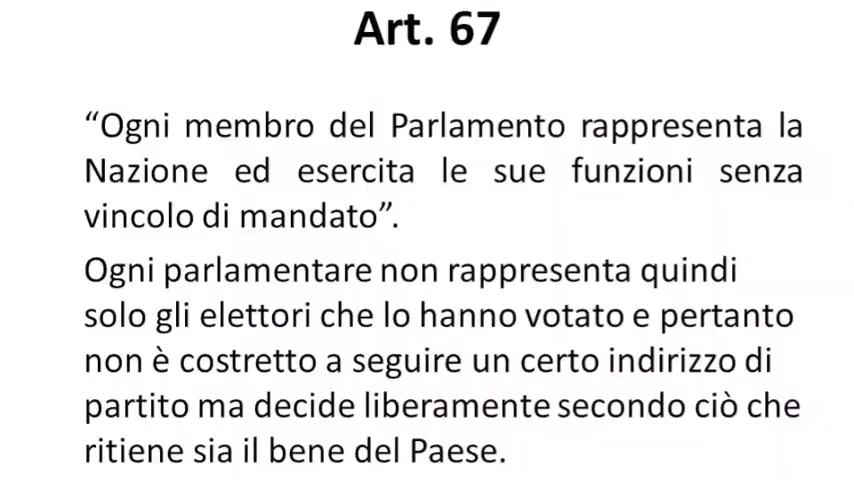 Art. 67
“Ogni membro del Parlamento rappresenta la
Nazione ed esercita le sue funzioni senza
vincolo di mandato”.
Ogni parlamentare non rappresenta quindi
solo gli elettori che lo hanno votato e pertanto
non è costretto a seguire un certo indirizzo di
partito ma decide liberamente secondo ciò che
ritiene sia il bene del Paese.